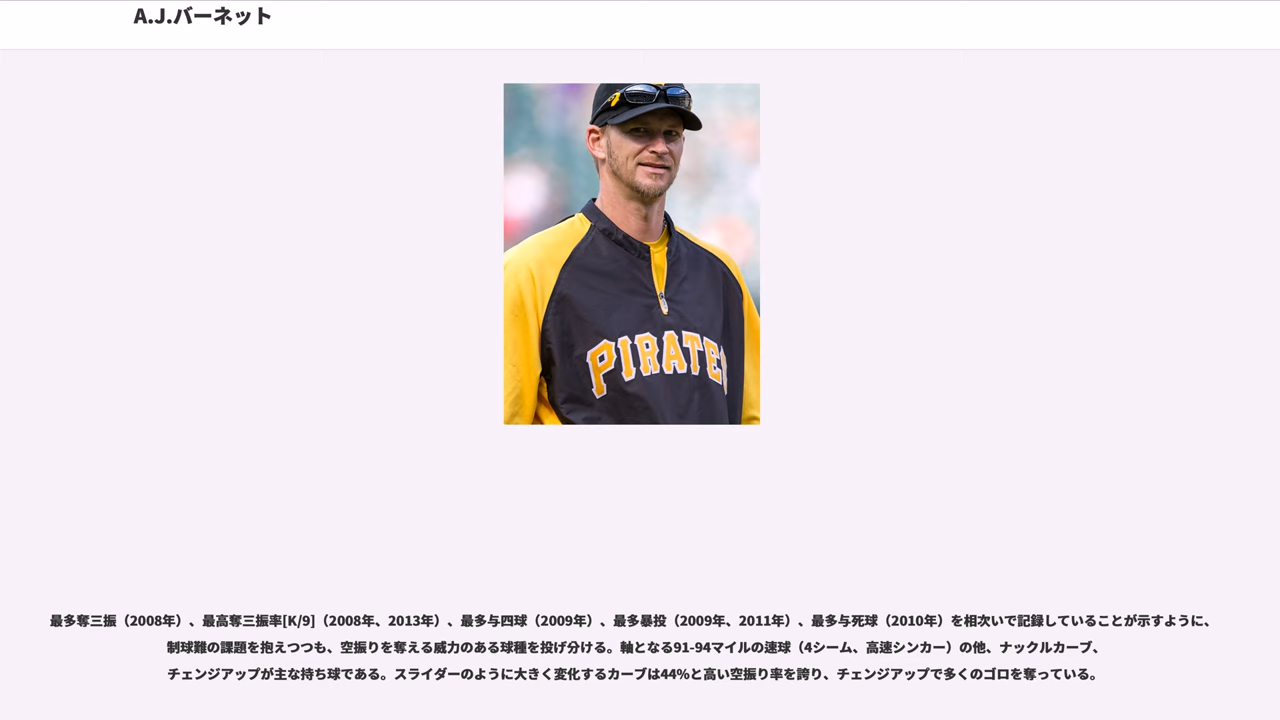 A.J.バーネット
PIRATES
最多奪三振（2008年）、最高奪三振率[K/9]（2008年、2013年）、最多与四球（2009年）、最多暴投（2009年、2011年）、最多与死球（2010年）を相次いで記録していることが示すように、
制球難の課題を抱えつつも、空振りを奪える威力のある球種を投げ分ける。軸となる91-94マイルの速球（4シーム、高速シンカー）の他、ナックルカーブ、
チェンジアップが主な持ち球である。スライダーのように大きく変化するカーブは44%と高い空振り率を誇り、チェンジアップで多くのゴロを奪っている。